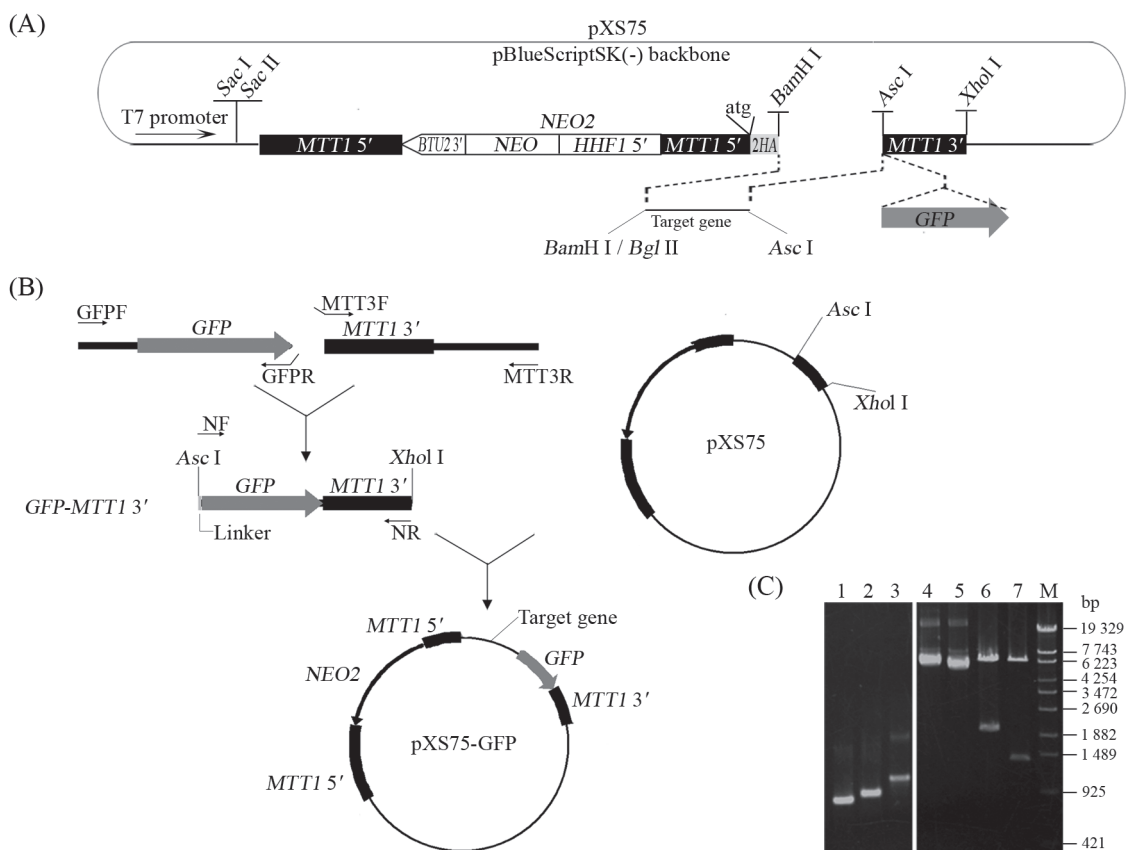 (A)
pXS75
pBlueScriptSK(-) backbone
Sac I
Sac II
BamH I
Asc I
Xhol I
T7 promoter
atg
NEO2
MTT1 5′
BTU2 3′
NEO
HHF1 5′
MTT1 5′
2HA
MTT1 3′
Target gene
GFP
BamH I / Bgl II
Asc I
(B)
GFPF
MTT3F
GFP
MTT1 3′
GFPR
MTT3R
Asc I
Xhol I
pXS75
NF
Asc I
Xhol I
GFP
MTT1 3′
GFP-MTT1 3′
Linker
NR
Target gene
MTT1 5′
GFP
NEO2
MTT1 3′
pXS75-GFP
MTT1 5′
(C)
1 2 3 4 5 6 7 M
bp
19 329
7 743
6 223
4 254
3 472
2 690
1 882
1 489
925
421